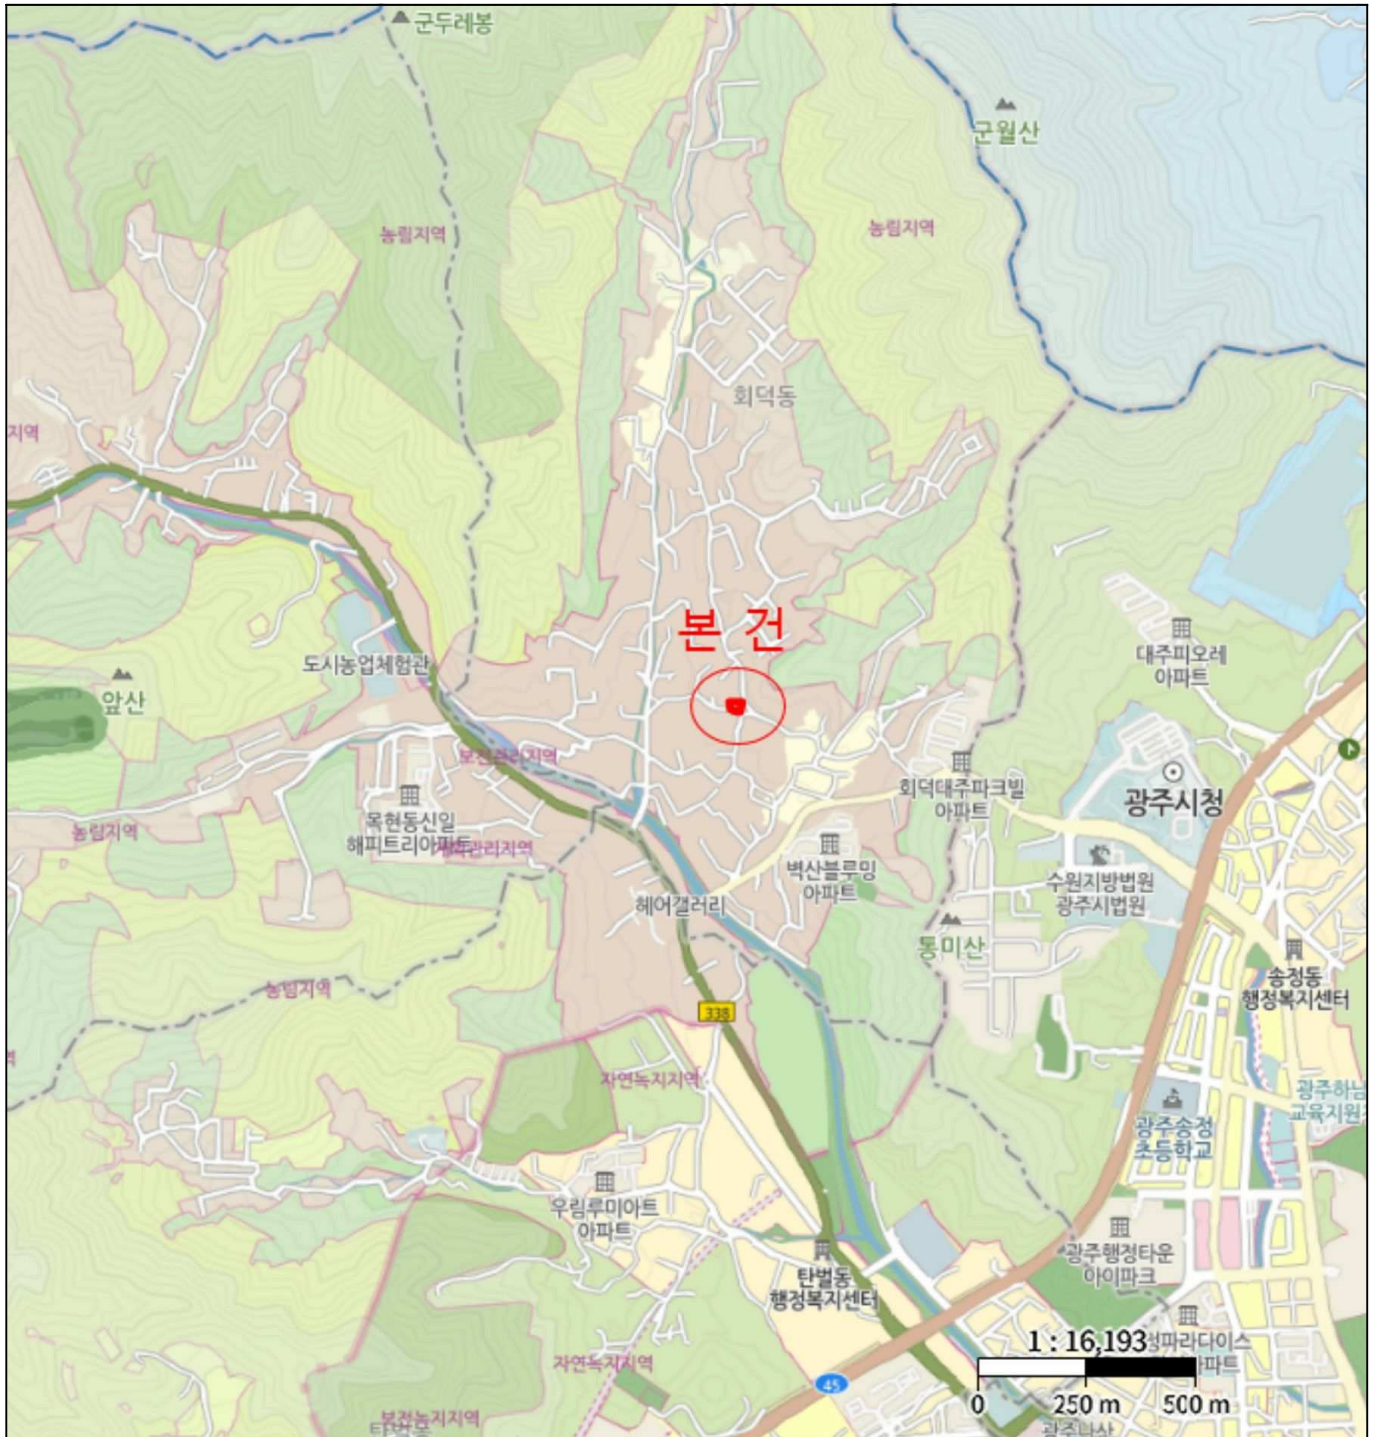 군두레봉
군월산
농림지역
농림지역
회덕동
지역
본 건
대주피오레
아파트
도시농업체험관
앞산
보전관리지역
회덕대주파크빌
아파트
광주시청
목현동신일
해피트리아파트
농림지역
벽산블루밍
아파트
수원지방법원
광주시법원
헤어갤러리
통미산
송정동
행정복지센터
농림지역
338
자연녹지지역
광주하남
광주송정
초등학교
우림루미아트
아파트
광주행정타운
아이파크
탄벌동
행정복지센터
1 : 16,193
자연녹지지역
45
0
250 m
500 m
보전녹지지역